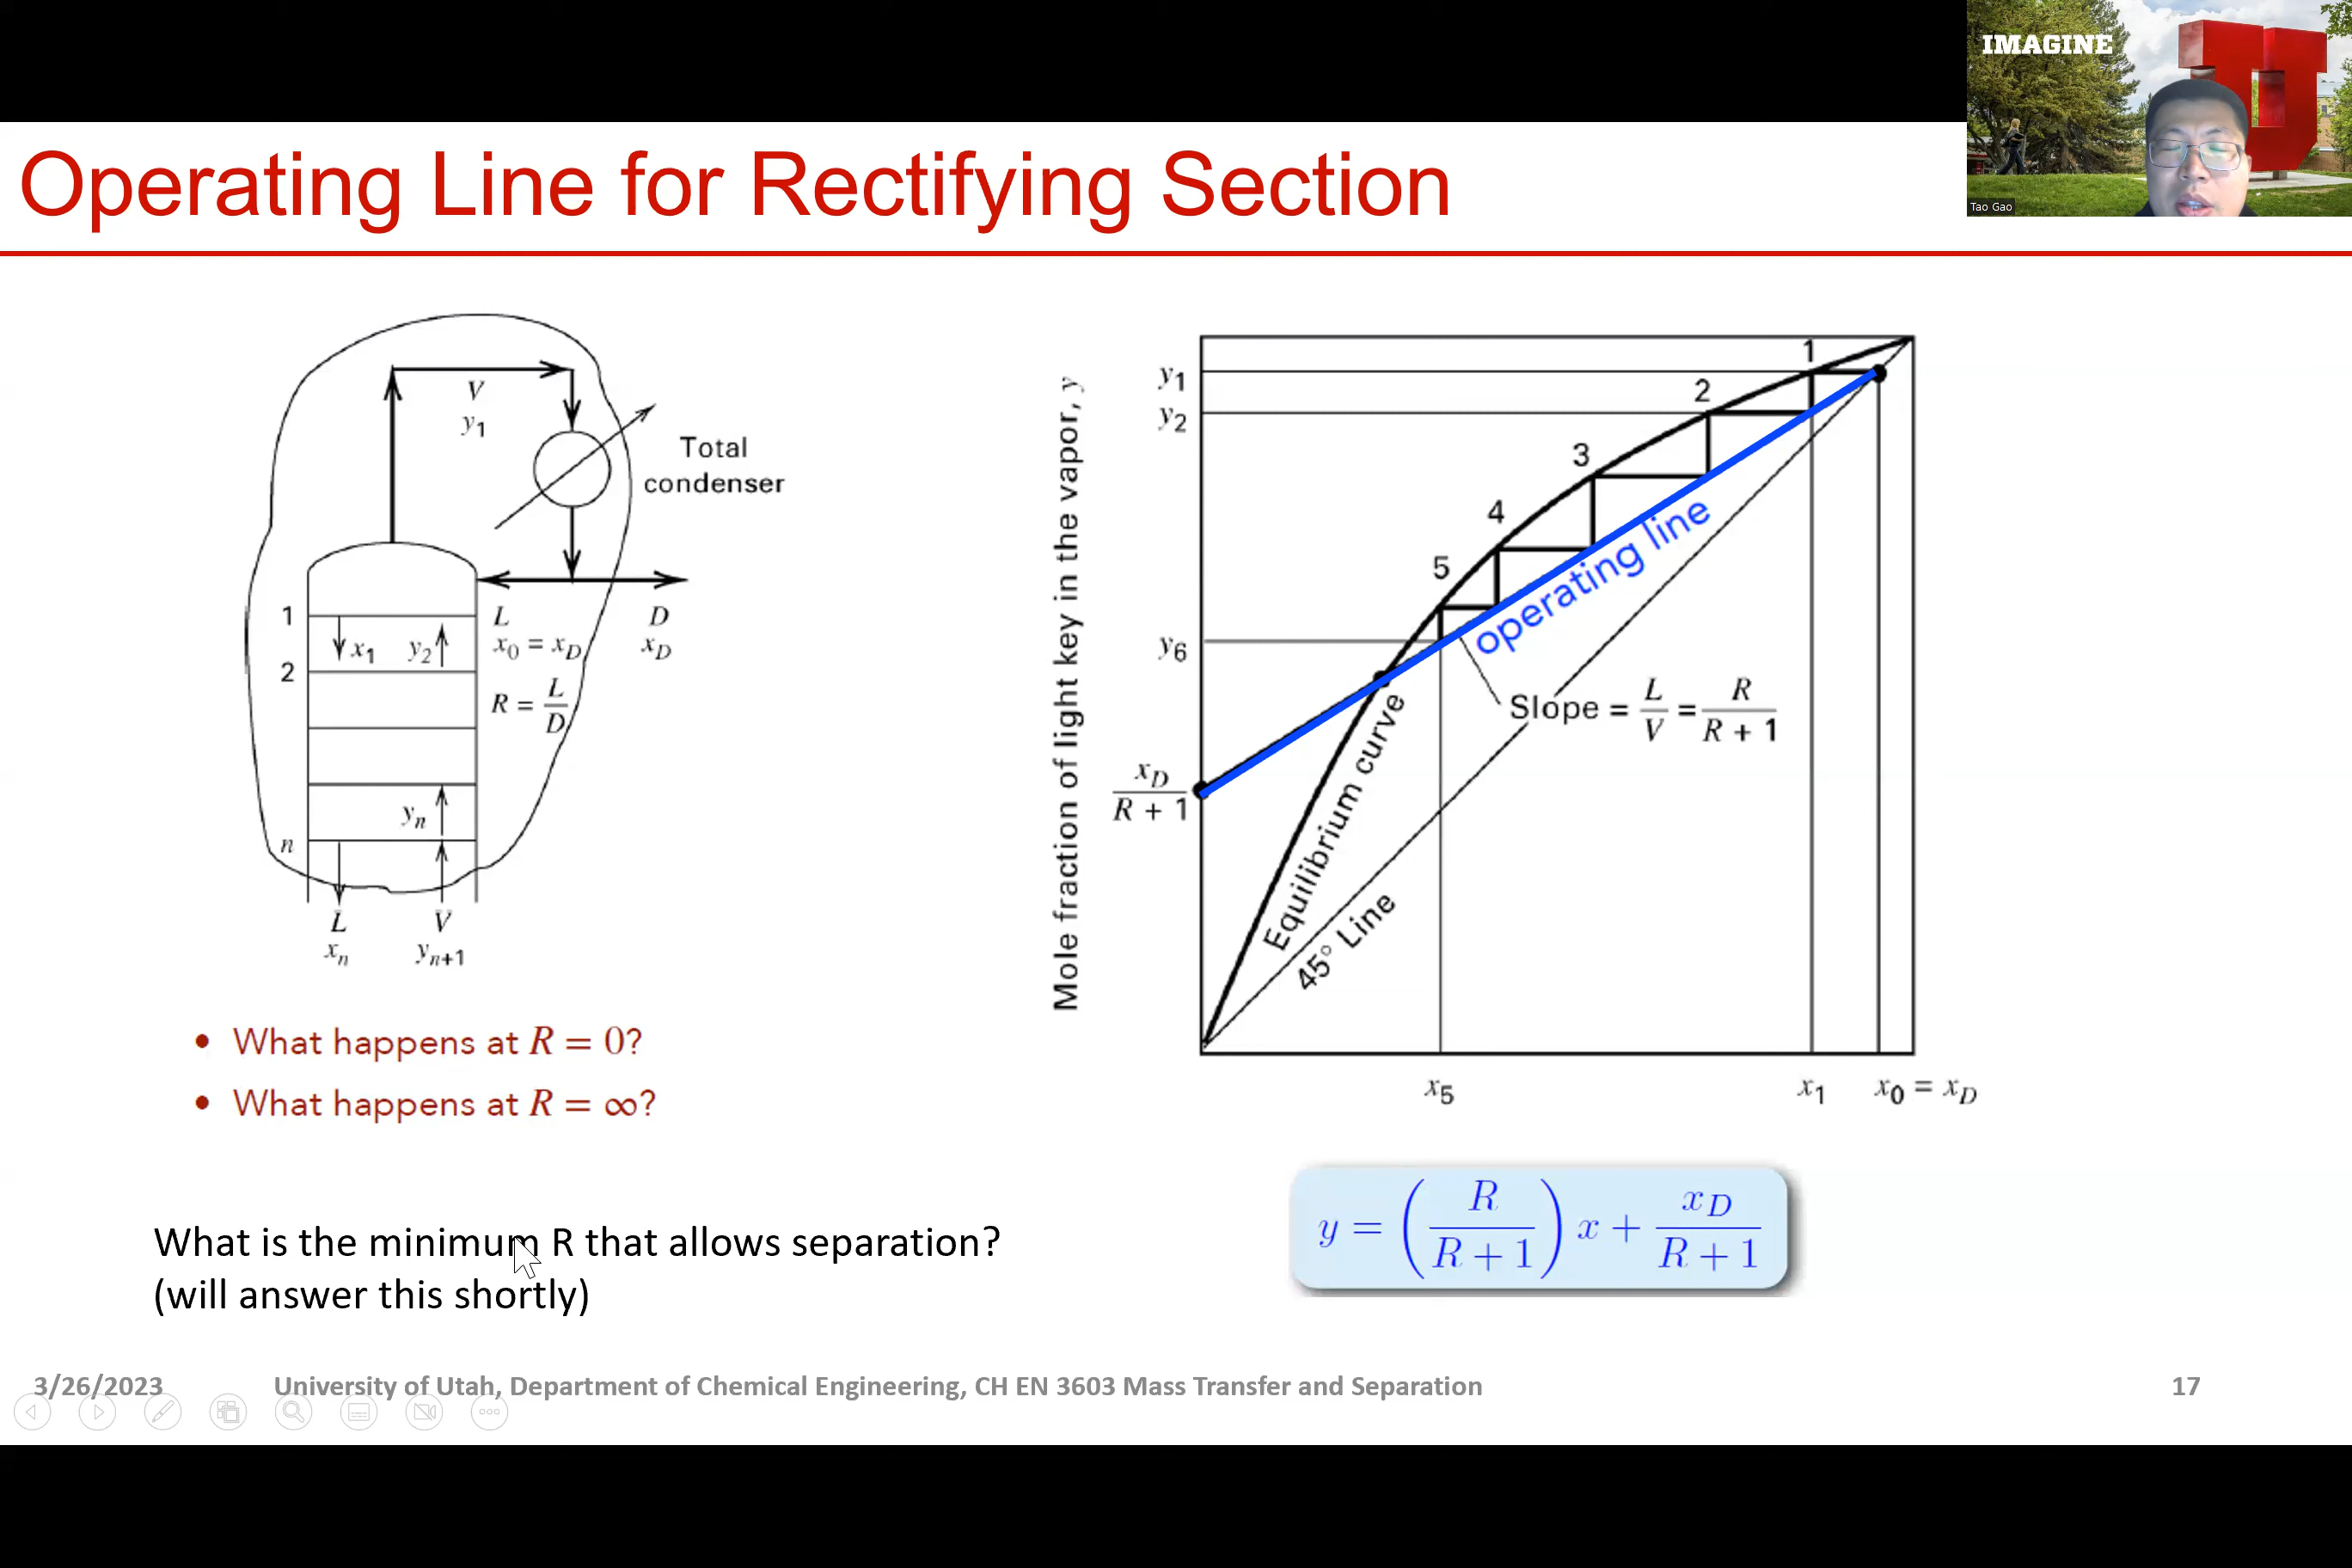 IMAGINE
Tao Gao
Operating Line for Rectifying Section
V
y1
Total
condenser
1
L
D
x1
y2
x0 = xD
xD
2
R = L/D
yn
n
L
V
xn
yn+1
• What happens at R = 0?
• What happens at R = ∞?
What is the minimum R that allows separation?
(will answer this shortly)
Mole fraction of light key in the vapor, y
y1
y2
y6
xD/(R + 1)
1
2
3
4
5
operating line
Slope = L/V = R/(R + 1)
Equilibrium curve
45° Line
x5
x1
x0 = xD
y = (R/(R + 1)) x + xD/(R + 1)
3/26/2023
University of Utah, Department of Chemical Engineering, CH EN 3603 Mass Transfer and Separation
17